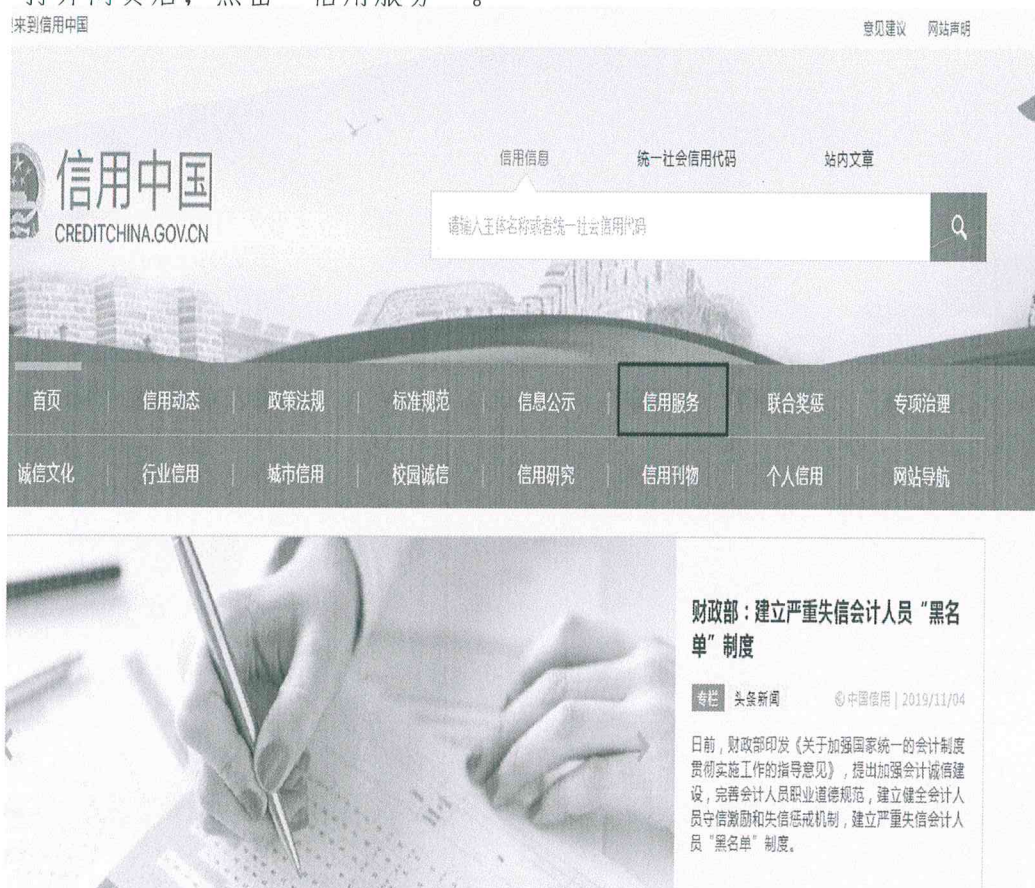 打开网页后，点击“信用服务”。
来到信用中国
意见建议 网站声明
信用信息 统一社会信用代码 站内文章
信用中国
CREDITCHINA.GOV.CN
请输入主体名称或者统一社会信用代码
首页 信用动态 政策法规 标准规范 信息公示 信用服务 联合奖惩 专项治理
诚信文化 行业信用 城市信用 校园诚信 信用研究 信用刊物 个人信用 网站导航
财政部：建立严重失信会计人员“黑名
单”制度
专栏 头条新闻 © 中国信用 | 2019/11/04
日前，财政部印发《关于加强国家统一的会计制度
贯彻实施工作的指导意见》，提出加强会计诚信建
设，完善会计人员职业道德规范，建立健全会计人
员守信激励和失信惩戒机制，建立严重失信会计人
员“黑名单”制度。